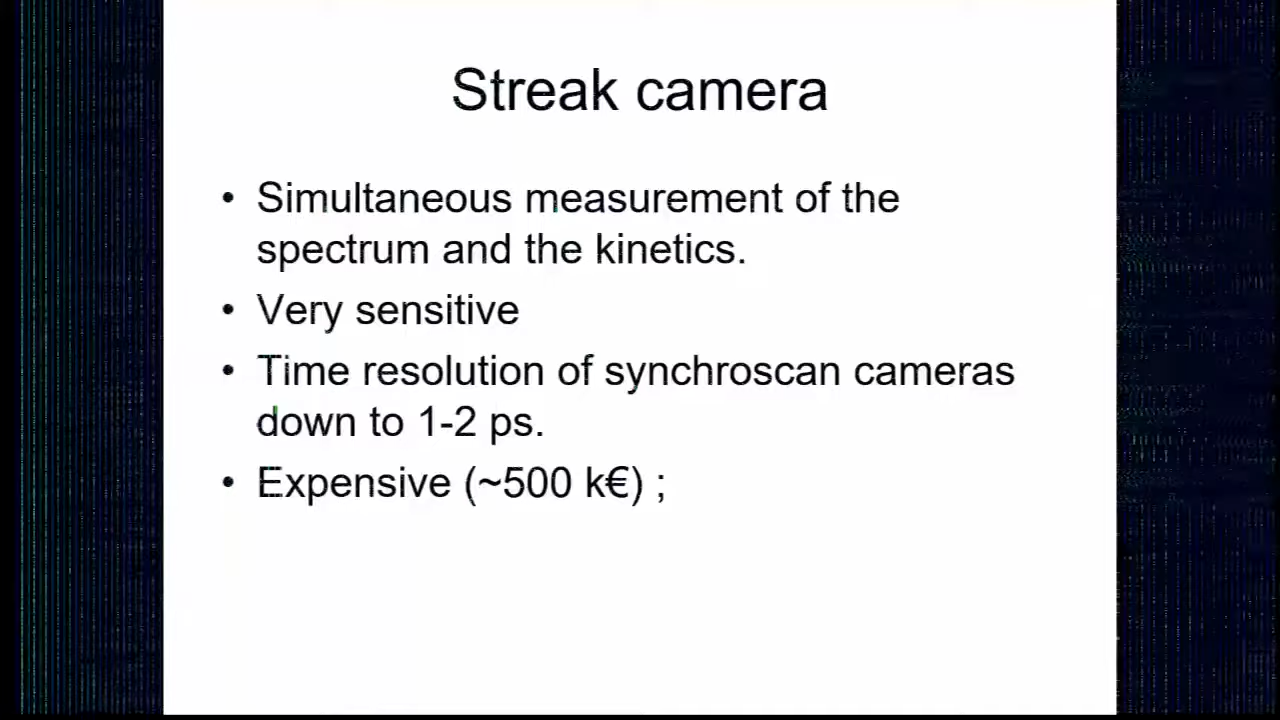 Streak camera
• Simultaneous measurement of the
spectrum and the kinetics.
• Very sensitive
• Time resolution of synchroscan cameras
down to 1-2 ps.
• Expensive (~500 k€) ;